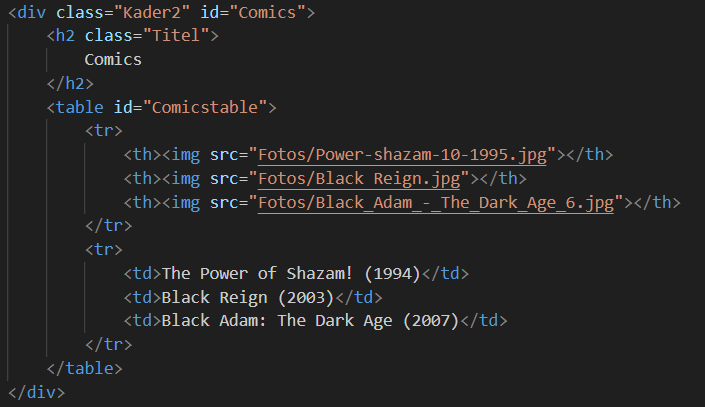 <div class="Kader2" id="Comics">
    <h2 class="Titel">
        Comics
    </h2>
    <table id="Comicstable">
        <tr>
            <th><img src="Fotos/Power-shazam-10-1995.jpg"></th>
            <th><img src="Fotos/Black Reign.jpg"></th>
            <th><img src="Fotos/Black_Adam_-_The_Dark_Age_6.jpg"></th>
        </tr>
        <tr>
            <td>The Power of Shazam! (1994)</td>
            <td>Black Reign (2003)</td>
            <td>Black Adam: The Dark Age (2007)</td>
        </tr>
    </table>
</div>